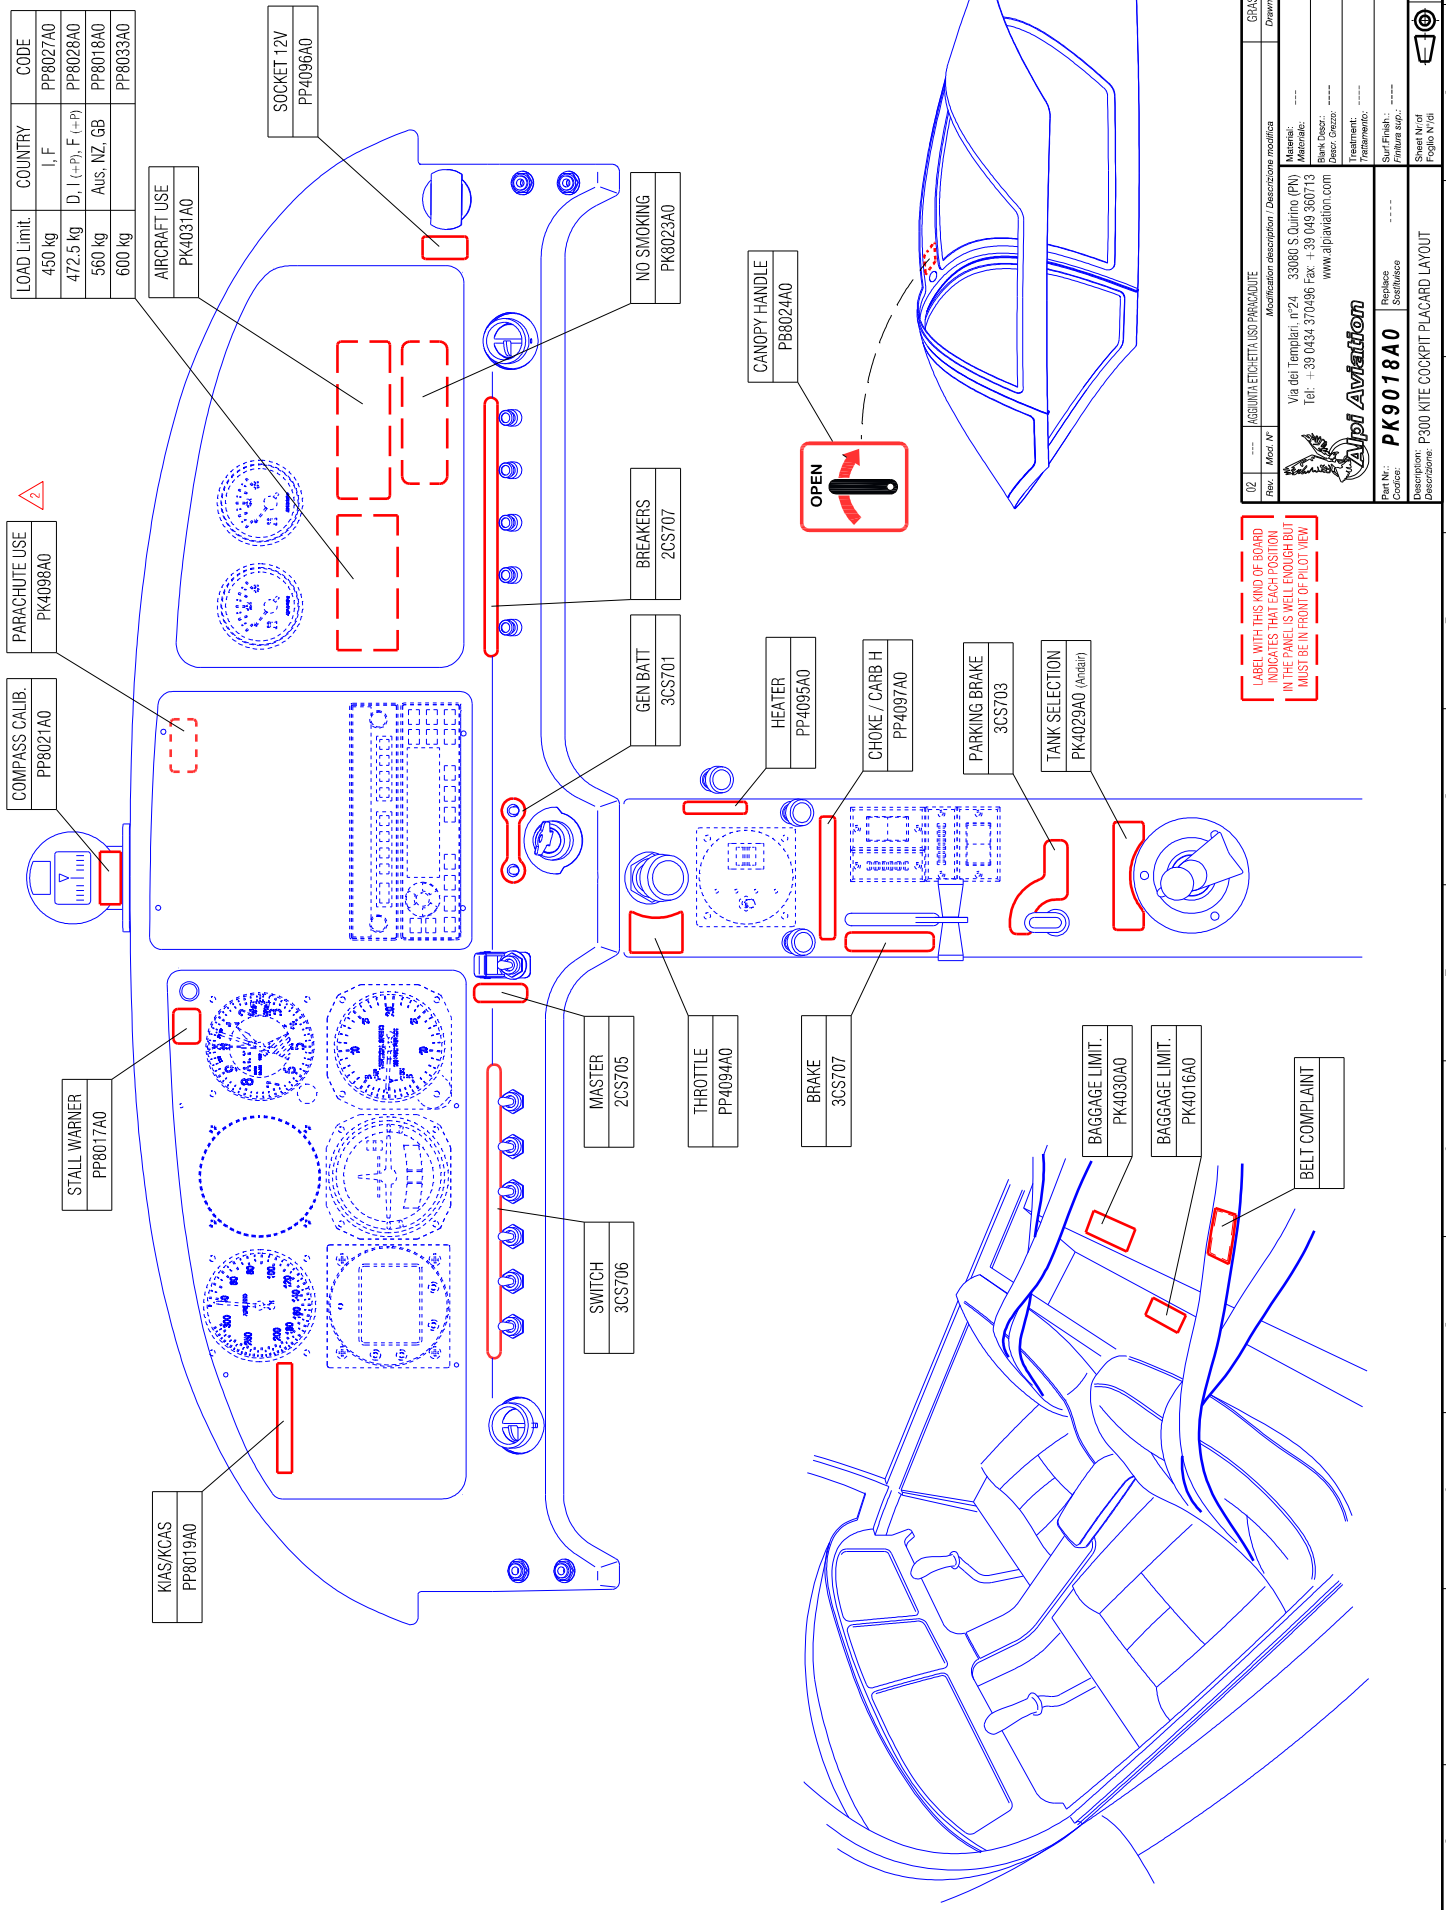 LOAD Limit. COUNTRY CODE
450 kg I, F PP8027A0
472.5 kg D, I (+P), F (+P) PP8028A0
560 kg Aus, NZ, GB PP8018A0
600 kg PP8033A0
KIAS/KCAS
PP8019A0
STALL WARNER
PP8017A0
COMPASS CALIB.
PP8021A0
PARACHUTE USE
PK4098A0
2
AIRCRAFT USE
PK4031A0
SOCKET 12V
PP4096A0
SWITCH
3CS706
MASTER
2CS705
GEN BATT
3CS701
BREAKERS
2CS707
NO SMOKING
PK8023A0
THROTTLE
PP4094A0
HEATER
PP4095A0
CANOPY HANDLE
PB8024A0
OPEN
BRAKE
3CS707
CHOKE / CARB H
PP4097A0
PARKING BRAKE
3CS703
TANK SELECTION
PK4029A0 (Andair)
BAGGAGE LIMIT.
PK4030A0
BAGGAGE LIMIT.
PK4016A0
BELT COMPLAINT
LABEL WITH THIS KIND OF BOARD
INDICATES THAT EACH POSITION
IN THE PANEL IS WELL ENOUGH BUT
MUST BE IN FRONT OF PILOT VIEW
02 --- AGGIUNTA ETICHETTA USO PARACADUTE
Rev. Mod. N° Modification description / Descrizione modifica
Alpi Aviation
Via dei Templari, n°24 33080 S.Quirino (PN)
Tel: +39 0434 370496 Fax: +39 049 360713
www.alpiaviation.com
Material: ---
Materiale:
Blank Descr.: ----
Descr. Grezzo:
Treatment: ----
Trattamento:
Part Nr.: PK9018A0
Codice:
Replace ----
Sostituisce
Surf.Finish.: ----
Finitura sup.:
Description: P300 KITE COCKPIT PLACARD LAYOUT
Descrizione:
Sheet Nr/of
Foglio N°/di